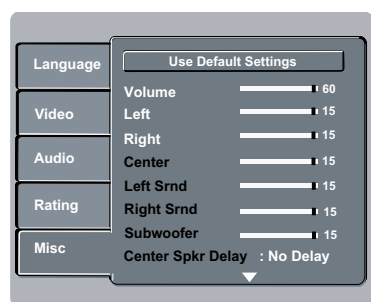 Language
Video
Audio
Rating
Misc
Use Default Settings
Volume 60
Left 15
Right 15
Center 15
Left Srnd 15
Right Srnd 15
Subwoofer 15
Center Spkr Delay : No Delay